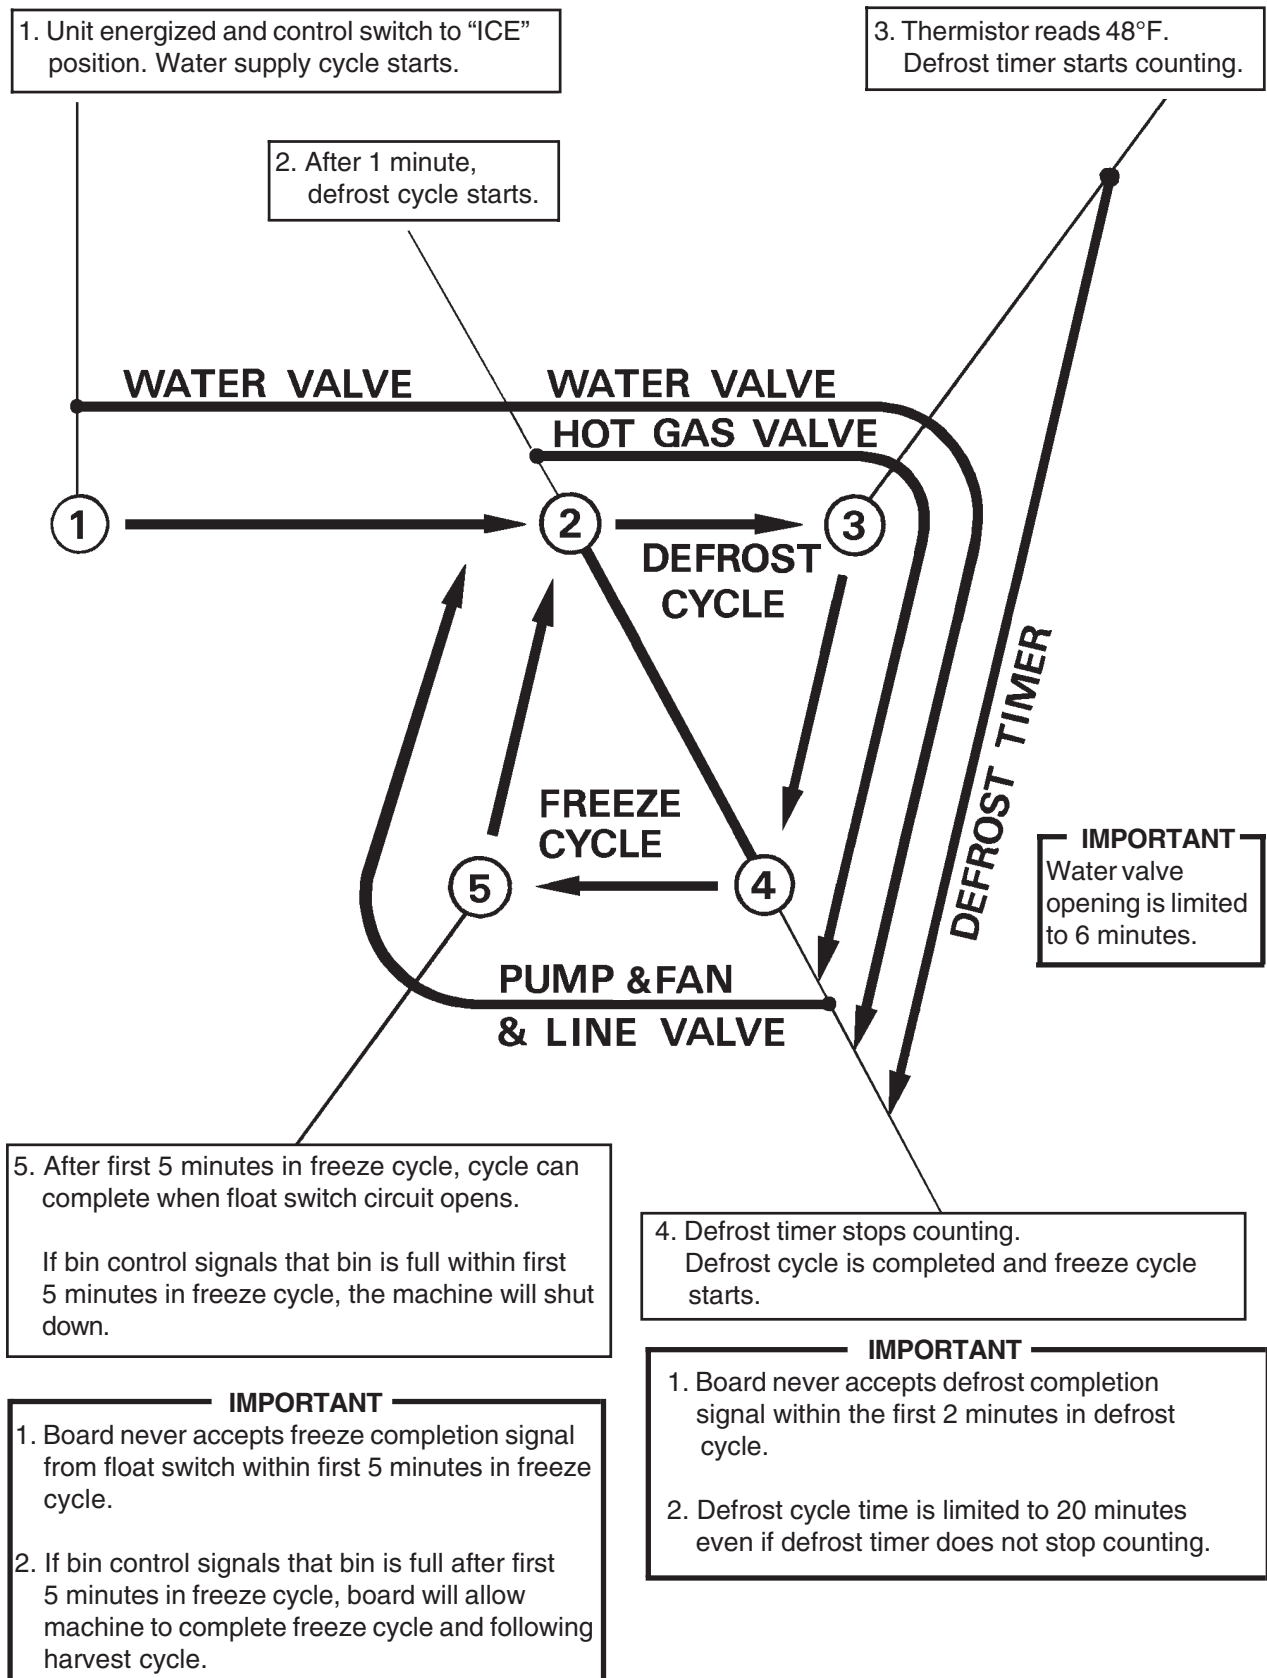 1. Unit energized and control switch to “ICE”
position. Water supply cycle starts.
3. Thermistor reads 48°F.
Defrost timer starts counting.
2. After 1 minute,
defrost cycle starts.
WATER VALVE WATER VALVE
HOT GAS VALVE
1
2
3
DEFROST
CYCLE
DEFROST TIMER
FREEZE
CYCLE
5
4
IMPORTANT
Water valve
opening is limited
to 6 minutes.
PUMP & FAN
& LINE VALVE
5. After first 5 minutes in freeze cycle, cycle can
complete when float switch circuit opens.
If bin control signals that bin is full within first
5 minutes in freeze cycle, the machine will shut
down.
4. Defrost timer stops counting.
Defrost cycle is completed and freeze cycle
starts.
IMPORTANT
1. Board never accepts freeze completion signal
from float switch within first 5 minutes in freeze
cycle.
2. If bin control signals that bin is full after first
5 minutes in freeze cycle, board will allow
machine to complete freeze cycle and following
harvest cycle.
IMPORTANT
1. Board never accepts defrost completion
signal within the first 2 minutes in defrost
cycle.
2. Defrost cycle time is limited to 20 minutes
even if defrost timer does not stop counting.